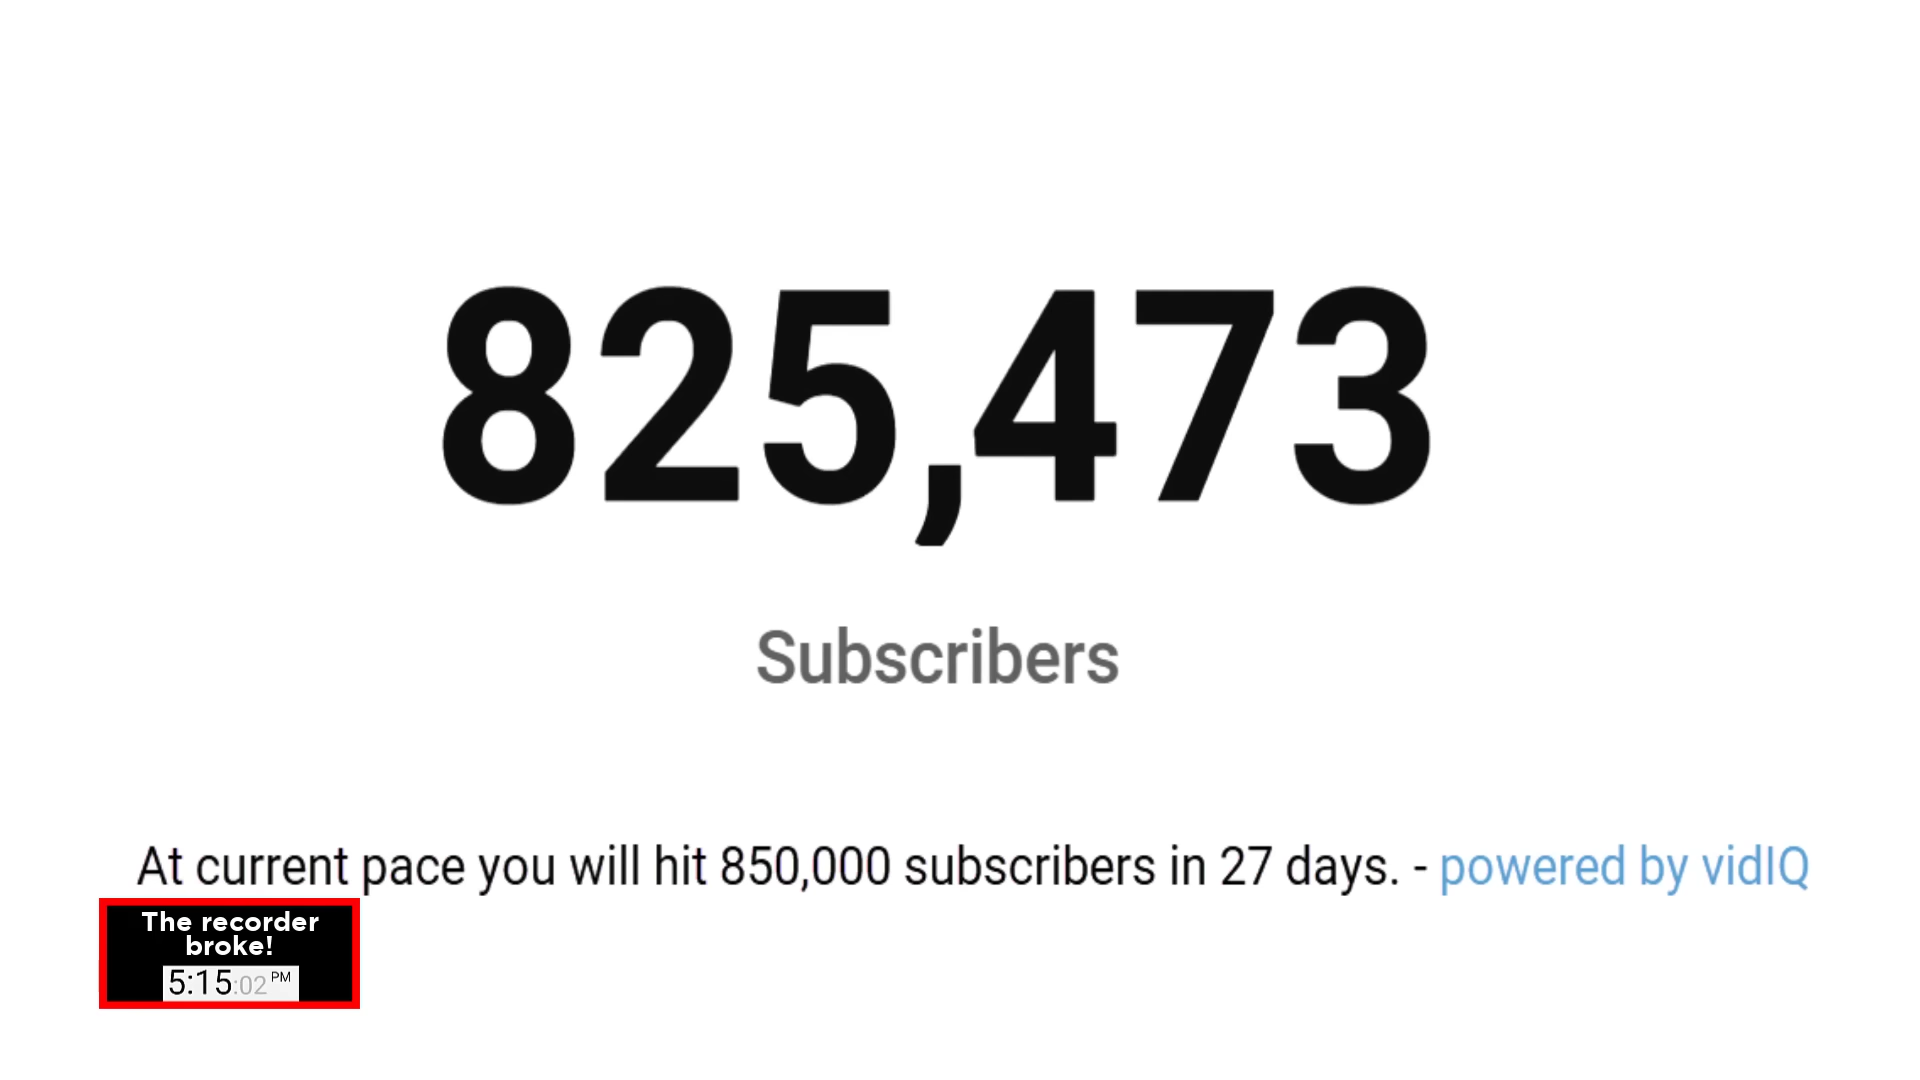 825,473
Subscribers
At current pace you will hit 850,000 subscribers in 27 days. - powered by vidIQ
The recorder
broke!
5:15:02 PM